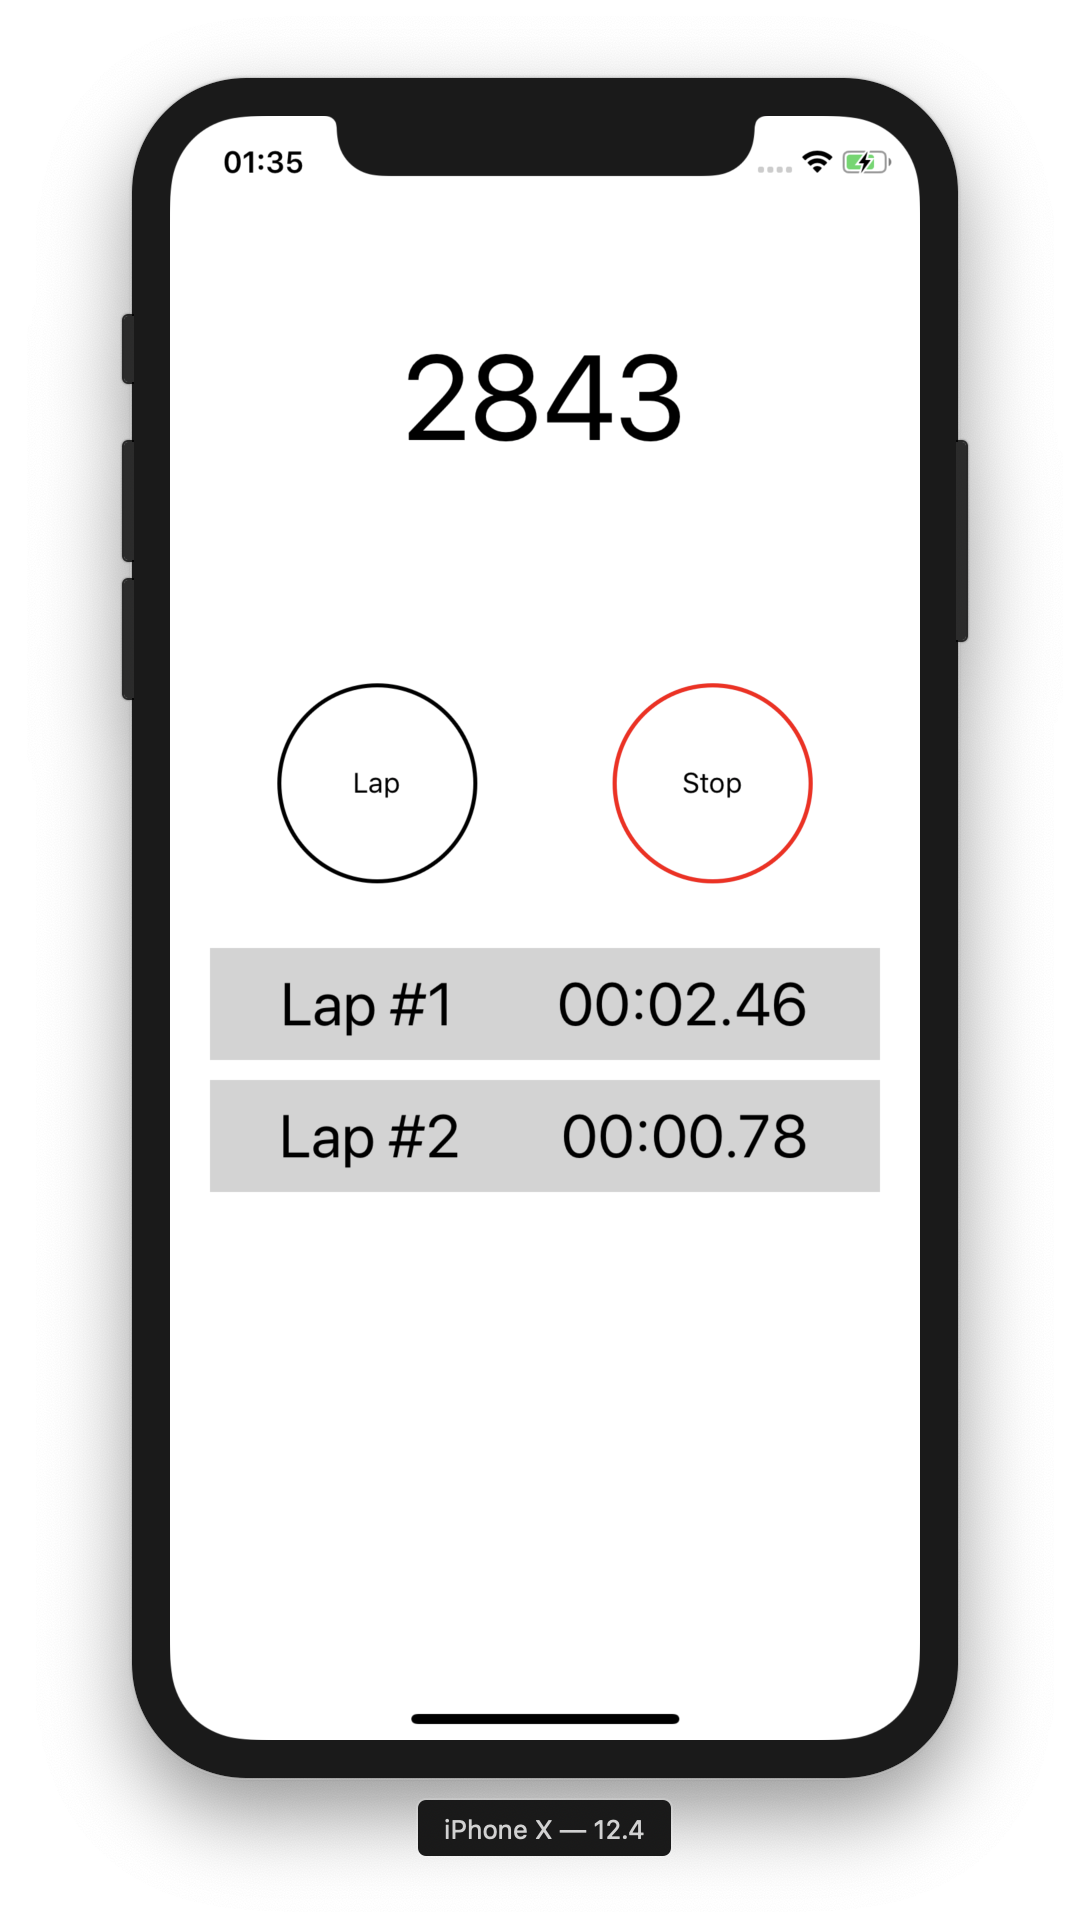 01:35
2843
Lap Stop
Lap #1 00:02.46
Lap #2 00:00.78
iPhone X — 12.4